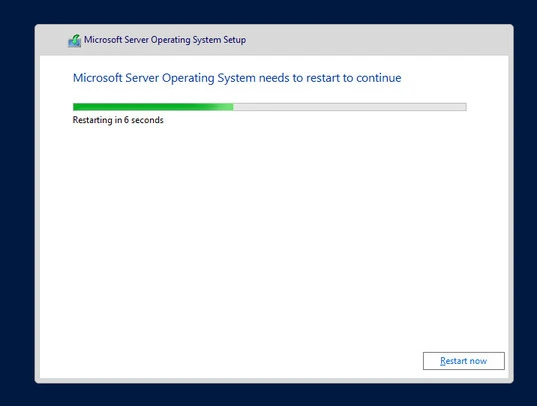 Microsoft Server Operating System Setup
Microsoft Server Operating System needs to restart to continue
Restarting in 6 seconds
Restart now